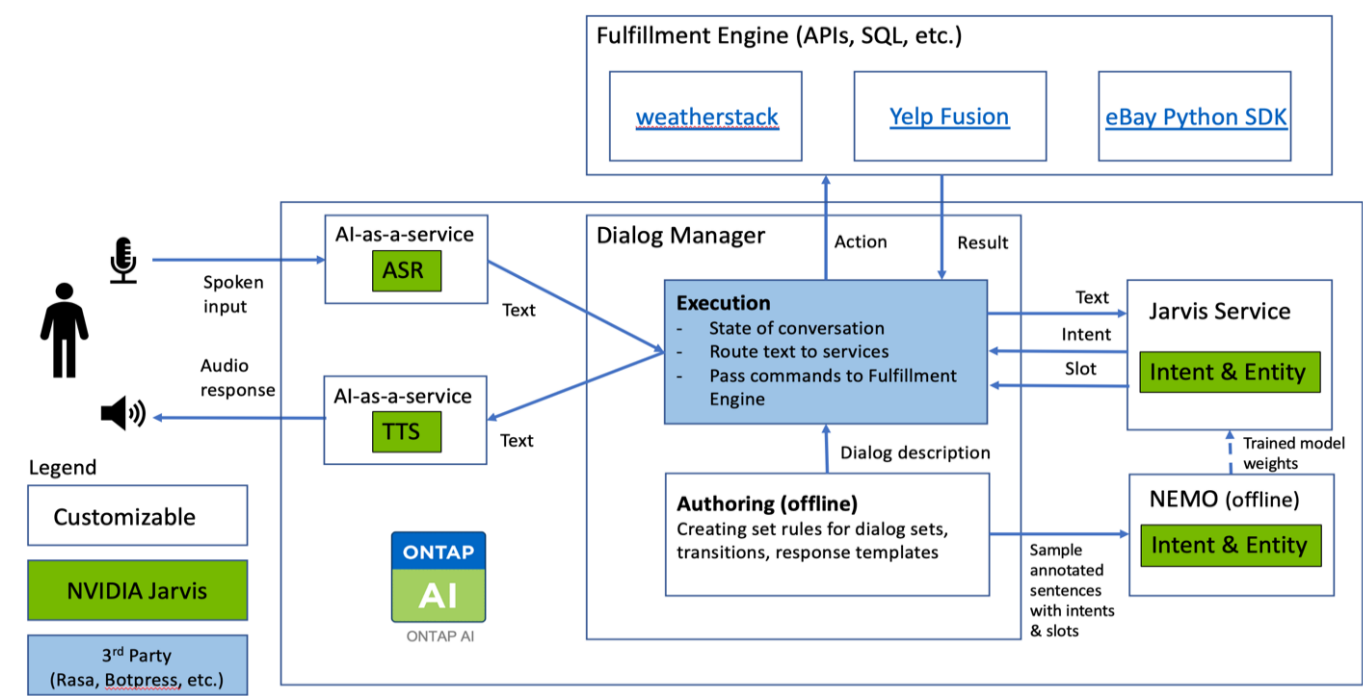 Fulfillment Engine (APIs, SQL, etc.)
weatherstack
Yelp Fusion
eBay Python SDK
AI-as-a-service
ASR
Spoken
input
Text
Audio
response
AI-as-a-service
TTS
Text
Dialog Manager
Action
Result
Execution
- State of conversation
- Route text to services
- Pass commands to Fulfillment
Engine
Text
Intent
Slot
Jarvis Service
Intent & Entity
Dialog description
Trained model
weights
Authoring (offline)
Creating set rules for dialog sets,
transitions, response templates
Sample
annotated
sentences
with intents
& slots
NEMO (offline)
Intent & Entity
Legend
Customizable
NVIDIA Jarvis
3rd Party
(Rasa, Botpress, etc.)
ONTAP
AI
ONTAP AI